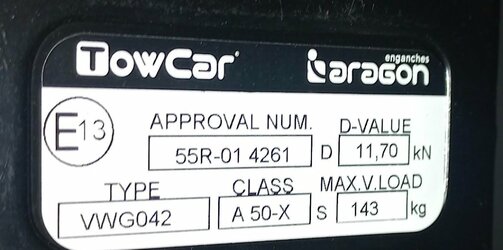 TOWCAR enganches aragon
E13 APPROVAL NUM. D-VALUE
55R-01 4261 D 11,70 kN
TYPE CLASS MAX.V.LOAD
VWG042 A 50-X S 143 kg